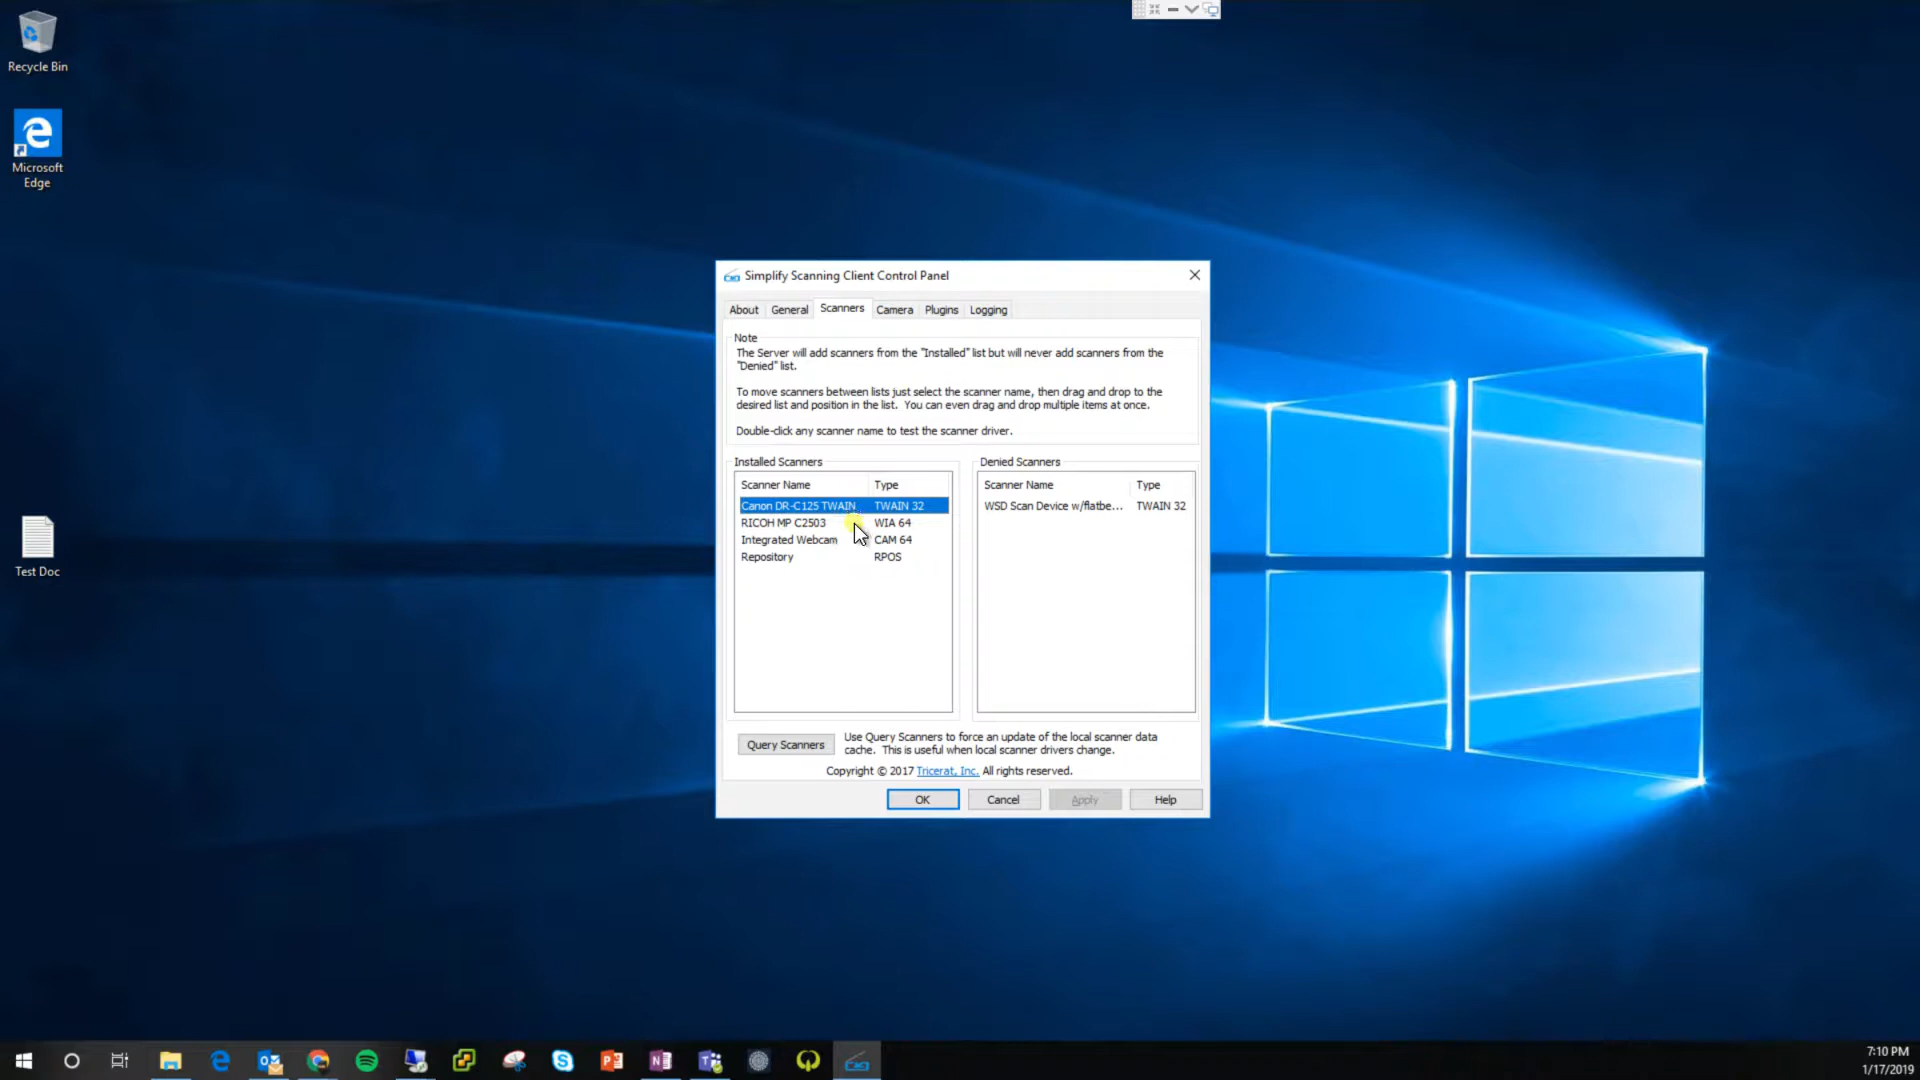 Recycle Bin
Microsoft
Edge
Test Doc
Simplify Scanning Client Control Panel
About General Scanners Camera Plugins Logging
Note
The Server will add scanners from the "Installed" list but will never add scanners from the
"Denied" list.
To move scanners between lists just select the scanner name, then drag and drop to the
desired list and position in the list. You can even drag and drop multiple items at once.
Double-click any scanner name to test the scanner driver.
Installed Scanners
Scanner Name Type
Canon DR-C125 TWAIN TWAIN 32
RICOH MP C2503 WIA 64
Integrated Webcam CAM 64
Repository RPOS
Denied Scanners
Scanner Name Type
WSD Scan Device w/flatbe... TWAIN 32
Query Scanners
Use Query Scanners to force an update of the local scanner data
cache. This is useful when local scanner drivers change.
Copyright © 2017 Tricerat, Inc. All rights reserved.
OK Cancel Apply Help
7:10 PM
1/17/2019